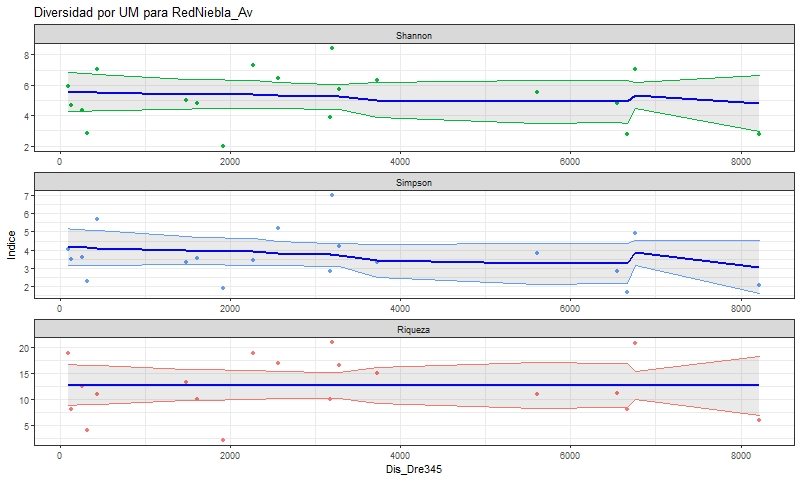 Diversidad por UM para RedNiebla_Av
Shannon
8
6
4
2
0 2000 4000 6000 8000
Simpson
7
6
5
4
3
2
0 2000 4000 6000 8000
Indice
Riqueza
20
15
10
5
0 2000 4000 6000 8000
Dis_Dre345